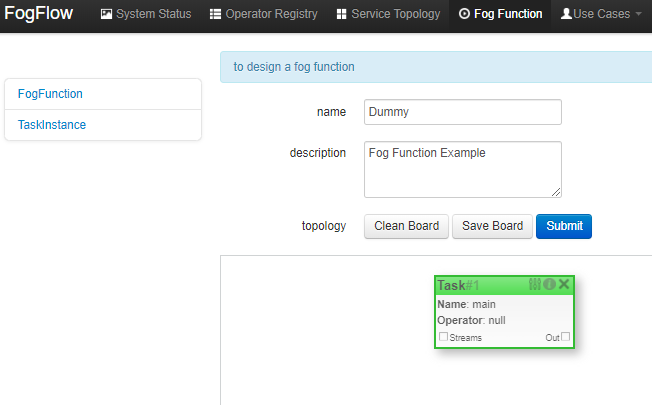 FogFlow System Status Operator Registry Service Topology Fog Function Use Cases
to design a fog function
FogFunction
TaskInstance
name Dummy
description Fog Function Example
topology Clean Board Save Board Submit
Task#1
Name: main
Operator: null
Streams Out